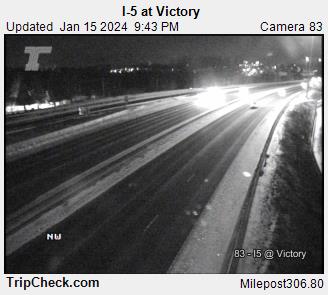 I-5 at Victory
Updated  Jan 15 2024  9:43 PM
Camera 83
T
NW
83 - I5 @ Victory
TripCheck.com
Milepost306.80